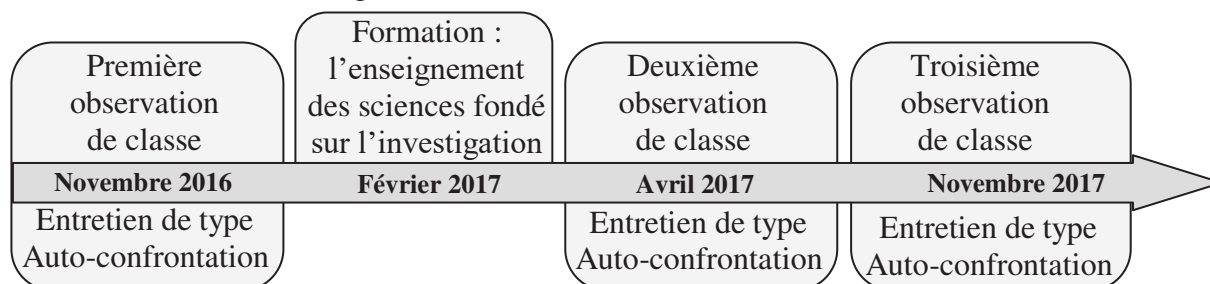 Première
observation
de classe
Formation :
l'enseignement
des sciences fondé
sur l'investigation
Deuxième
observation
de classe
Troisième
observation
de classe
Novembre 2016
Février 2017
Avril 2017
Novembre 2017
Entretien de type
Auto-confrontation
Entretien de type
Auto-confrontation
Entretien de type
Auto-confrontation